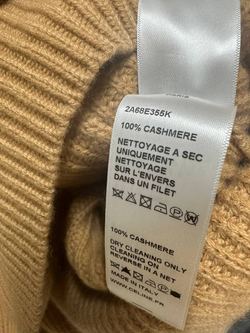 2A68E355K
100% CASHMERE
NETTOYAGE A SEC
UNIQUEMENT
NETTOYAGE
SUR L'ENVERS
DANS UN FILET
100% CASHMERE
DRY CLEANING ONLY
CLEANING ON
REVERSE IN A NET
MADE IN ITALY
WWW.CELINE.FR